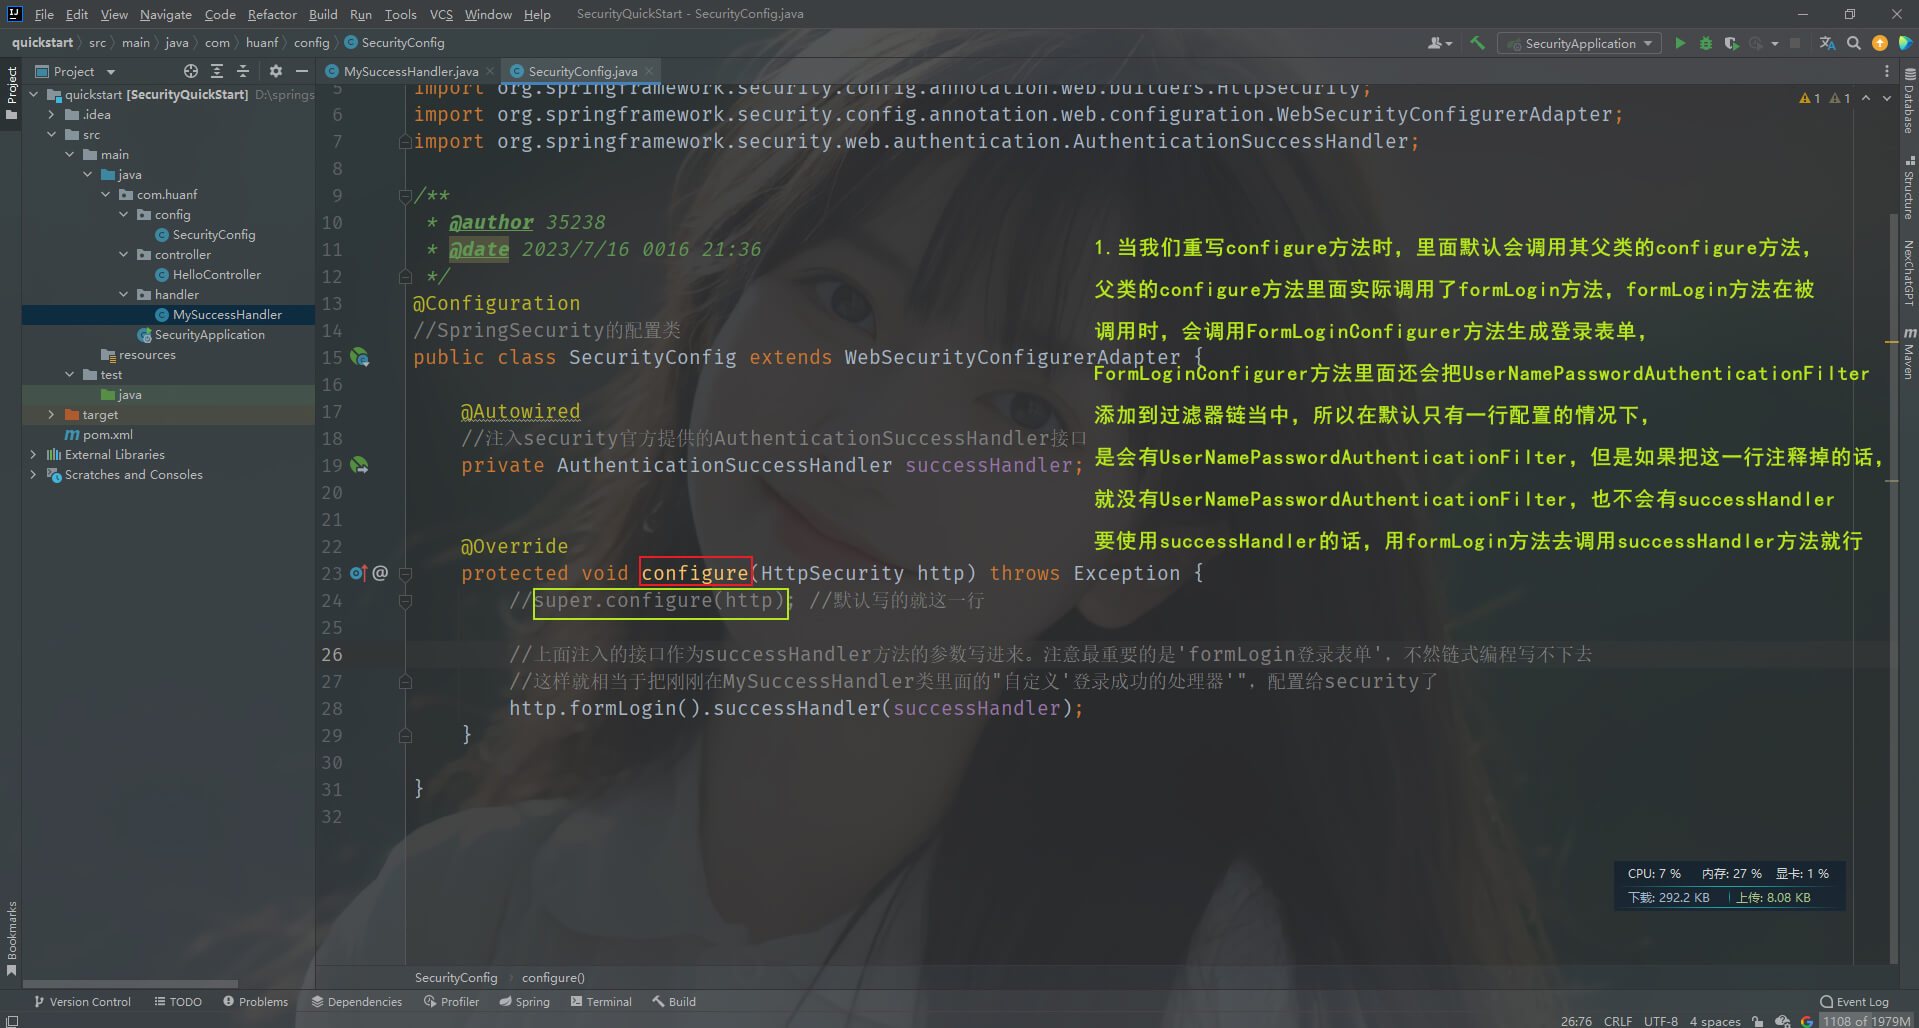 File Edit View Navigate Code Refactor Build Run Tools VCS Window Help SecurityQuickStart - SecurityConfig.java
quickstart src main java com huanf config SecurityConfig
SecurityApplication
Project
MySuccessHandler.java
SecurityConfig.java
Project
quickstart [SecurityQuickStart] D:\springs
.idea
src
main
java
com.huanf
config
SecurityConfig
controller
HelloController
handler
MySuccessHandler
SecurityApplication
resources
test
java
target
pom.xml
External Libraries
Scratches and Consoles
Bookmarks
1 1
5 import org.springframework.security.config.annotation.web.builders.HttpSecurity;
6 import org.springframework.security.config.annotation.web.configuration.WebSecurityConfigurerAdapter;
7 import org.springframework.security.web.authentication.AuthenticationSuccessHandler;
8
9 /**
10 * @author 35238
11 * @date 2023/7/16 0016 21:36
12 */
13 @Configuration
14 //SpringSecurity的配置类
15 public class SecurityConfig extends WebSecurityConfigurerAdapter {
16
17 @Autowired
18 //注入security官方提供的AuthenticationSuccessHandler接口
19 private AuthenticationSuccessHandler successHandler;
20
21
22 @Override
23 protected void configure(HttpSecurity http) throws Exception {
24 //super.configure(http); //默认写的就这一行
25
26 //上面注入的接口作为successHandler方法的参数写进来。注意最重要的是'formLogin登录表单'，不然链式编程写不下去
27 //这样就相当于把刚刚在MySuccessHandler类里面的"自定义'登录成功的处理器'"，配置给security了
28 http.formLogin().successHandler(successHandler);
29 }
30
31 }
32
1.当我们重写configure方法时，里面默认会调用其父类的configure方法，
父类的configure方法里面实际调用了formLogin方法，formLogin方法在被
调用时，会调用FormLoginConfigurer方法生成登录表单，
FormLoginConfigurer方法里面还会把UserNamePasswordAuthenticationFilter
添加到过滤器链当中，所以在默认只有一行配置的情况下，
是会有UserNamePasswordAuthenticationFilter，但是如果把这一行注释掉的话，
就没有UserNamePasswordAuthenticationFilter，也不会有successHandler
要使用successHandler的话，用formLogin方法去调用successHandler方法就行
Database
Structure
NexChatGPT
Maven
CPU: 7 % 内存: 27 % 显卡: 1 %
下载: 292.2 KB 上传: 8.08 KB
SecurityConfig configure()
Version Control TODO Problems Dependencies Profiler Spring Terminal Build Event Log
26:76 CRLF UTF-8 4 spaces 1108 of 1979M